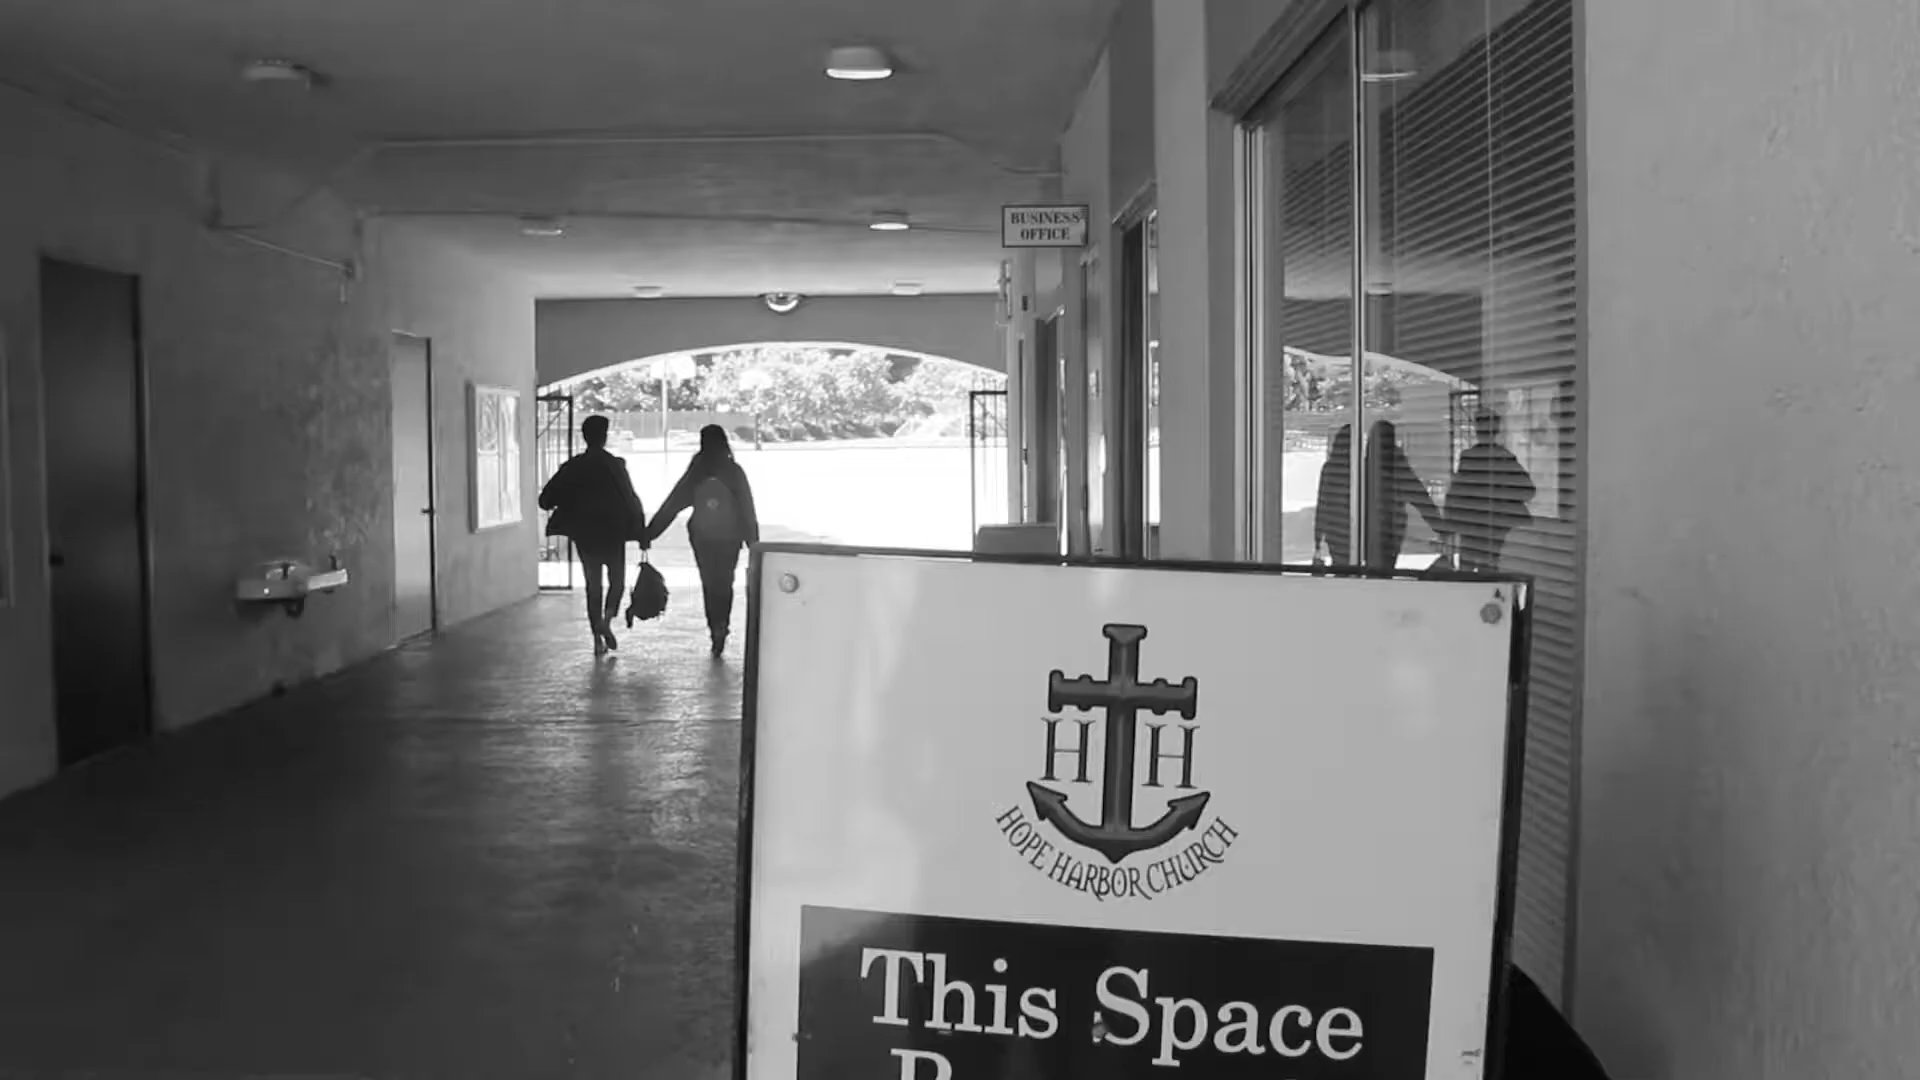 BUSINESS
OFFICE
H H
HOPE HARBOR CHURCH
This Space